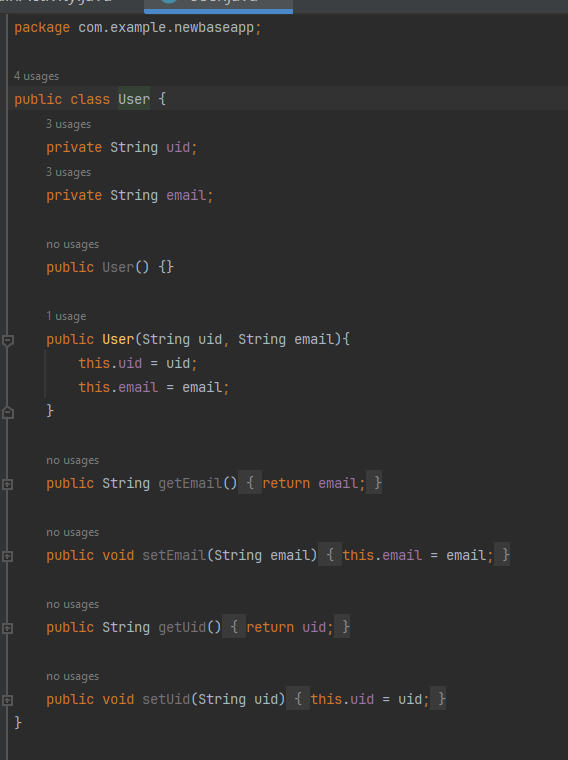 package com.example.newbaseapp;
4 usages
public class User {
3 usages
private String uid;
3 usages
private String email;
no usages
public User() {}
1 usage
public User(String uid, String email){
this.uid = uid;
this.email = email;
}
no usages
public String getEmail() { return email; }
no usages
public void setEmail(String email) { this.email = email; }
no usages
public String getUid() { return uid; }
no usages
public void setUid(String uid) { this.uid = uid; }
}